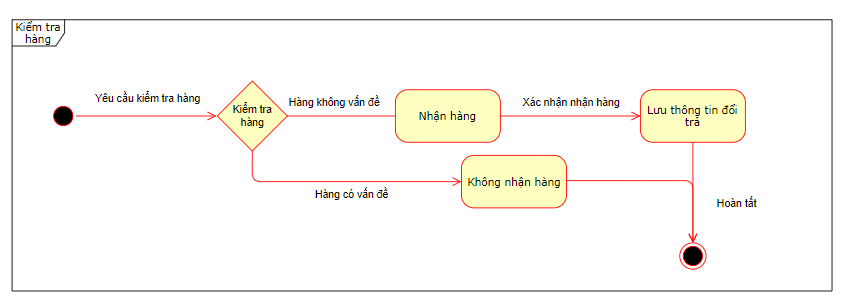 Kiểm tra
hàng
Yêu cầu kiểm tra hàng
Kiểm tra
hàng
Hàng không vấn đề
Nhận hàng
Xác nhận nhận hàng
Lưu thông tin đổi
trả
Hàng có vấn đề
Không nhận hàng
Hoàn tất